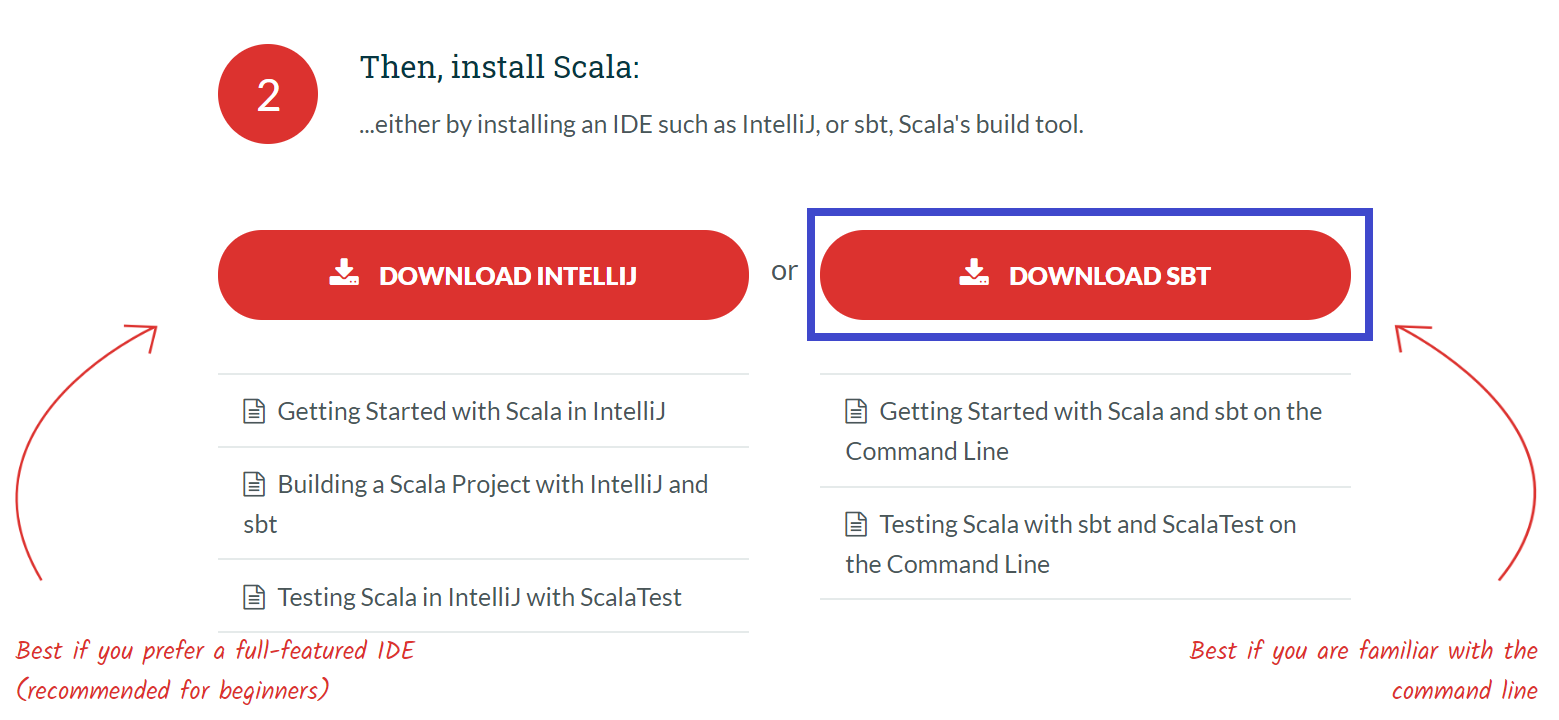 2
Then, install Scala:
...either by installing an IDE such as IntelliJ, or sbt, Scala's build tool.
DOWNLOAD INTELLIJ
or
DOWNLOAD SBT
Getting Started with Scala in IntelliJ
Building a Scala Project with IntelliJ and
sbt
Testing Scala in IntelliJ with ScalaTest
Getting Started with Scala and sbt on the
Command Line
Testing Scala with sbt and ScalaTest on
the Command Line
Best if you prefer a full-featured IDE
(recommended for beginners)
Best if you are familiar with the
command line